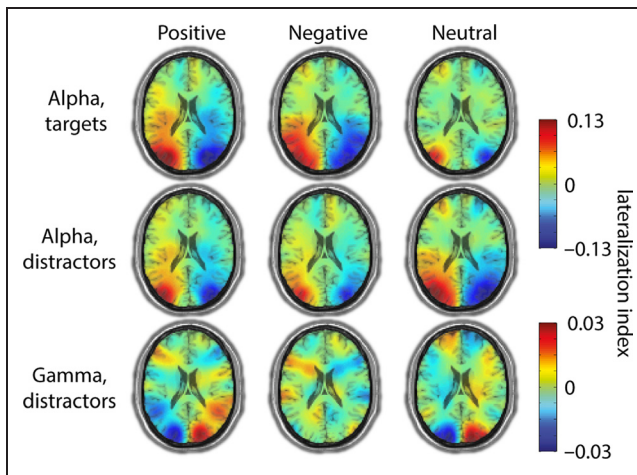 Positive
Negative
Neutral
Alpha,
targets
Alpha,
distractors
Gamma,
distractors
0.13
0
−0.13
0.03
0
−0.03
lateralization index